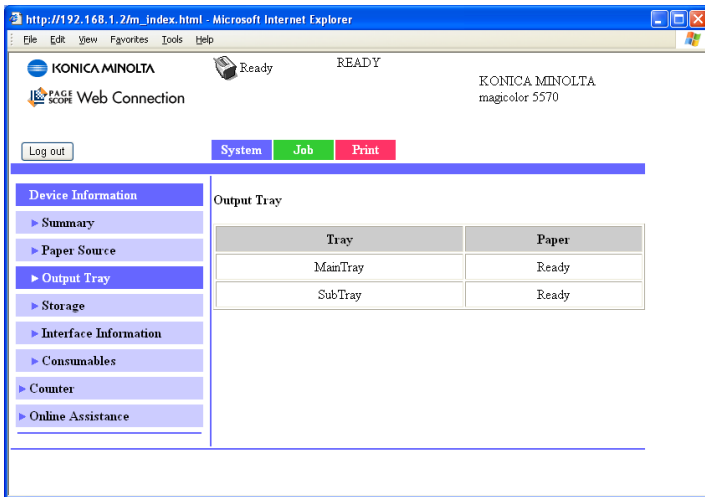 http://192.168.1.2/m_index.html - Microsoft Internet Explorer
File Edit View Favorites Tools Help
KONICA MINOLTA
Ready
READY
KONICA MINOLTA
magicolor 5570
PAGE SCOPE Web Connection
Log out
System Job Print
Device Information
Summary
Paper Source
Output Tray
Storage
Interface Information
Consumables
Counter
Online Assistance
Output Tray
Tray Paper
MainTray Ready
SubTray Ready